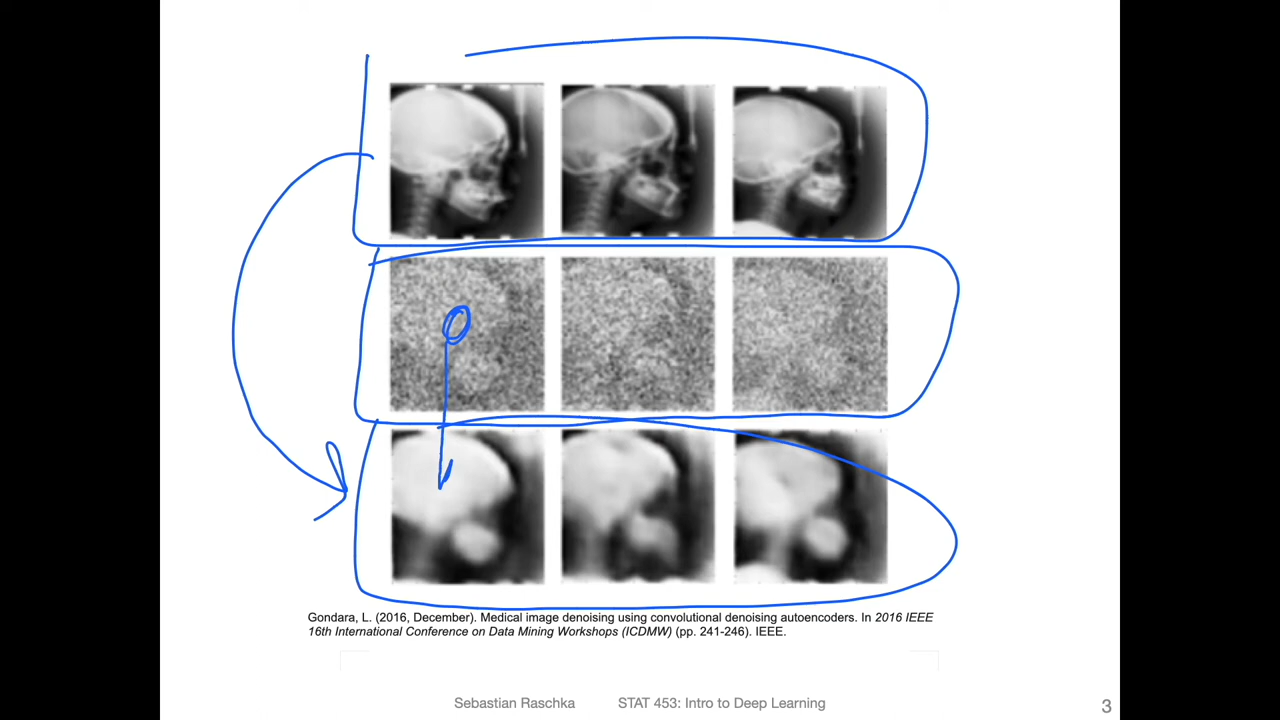 Gondara, L. (2016, December). Medical image denoising using convolutional denoising autoencoders. In 2016 IEEE
16th International Conference on Data Mining Workshops (ICDMW) (pp. 241-246). IEEE.
Sebastian Raschka STAT 453: Intro to Deep Learning 3